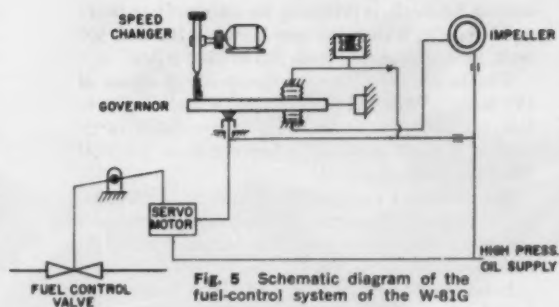 SPEED
CHANGER
IMPELLER
GOVERNOR
SERVO
MOTOR
HIGH PRESS.
OIL SUPPLY
FUEL CONTROL
VALVE
Fig. 5 Schematic diagram of the
fuel-control system of the W-81G